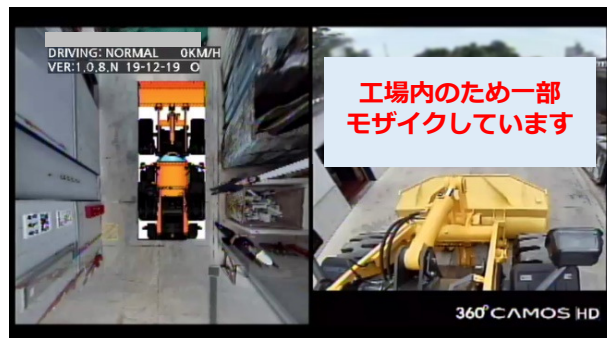 DRIVING: NORMAL 0KM/H
VER:1.0.8.N 19-12-19 O
工場内のため一部
モザイクしています
360°CAMOS HD